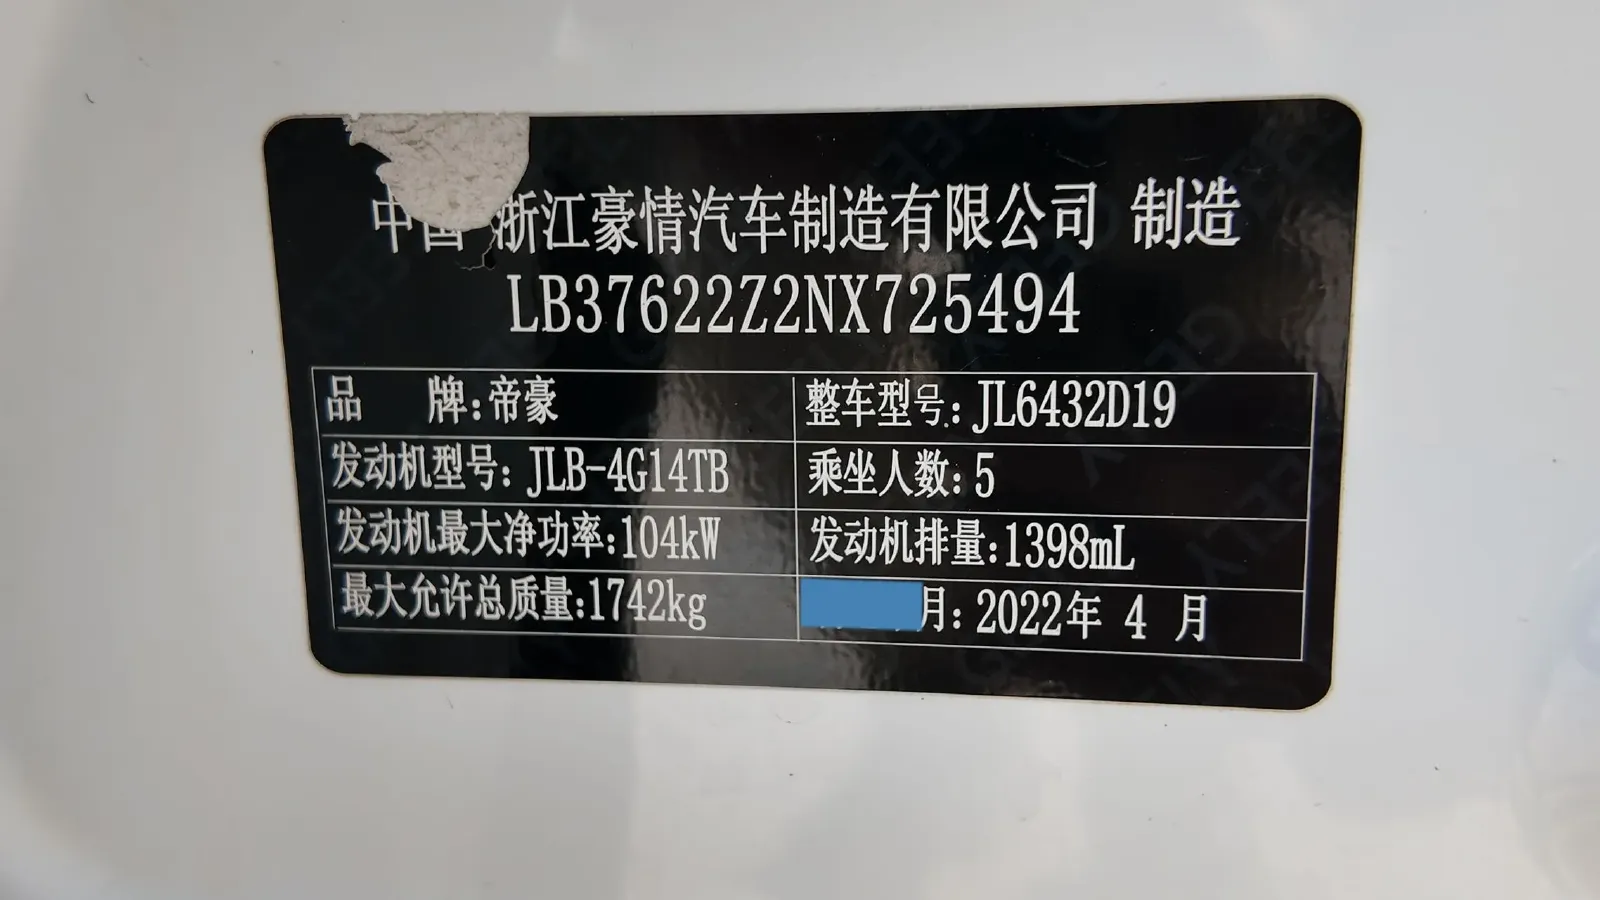 中国 浙江豪情汽车制造有限公司 制造
LB37622Z2NX725494
品 牌:帝豪 整车型号:JL6432D19
发动机型号: JLB-4G14TB 乘坐人数: 5
发动机最大净功率:104kW 发动机排量:1398mL
最大允许总质量:1742kg 月: 2022年 4 月